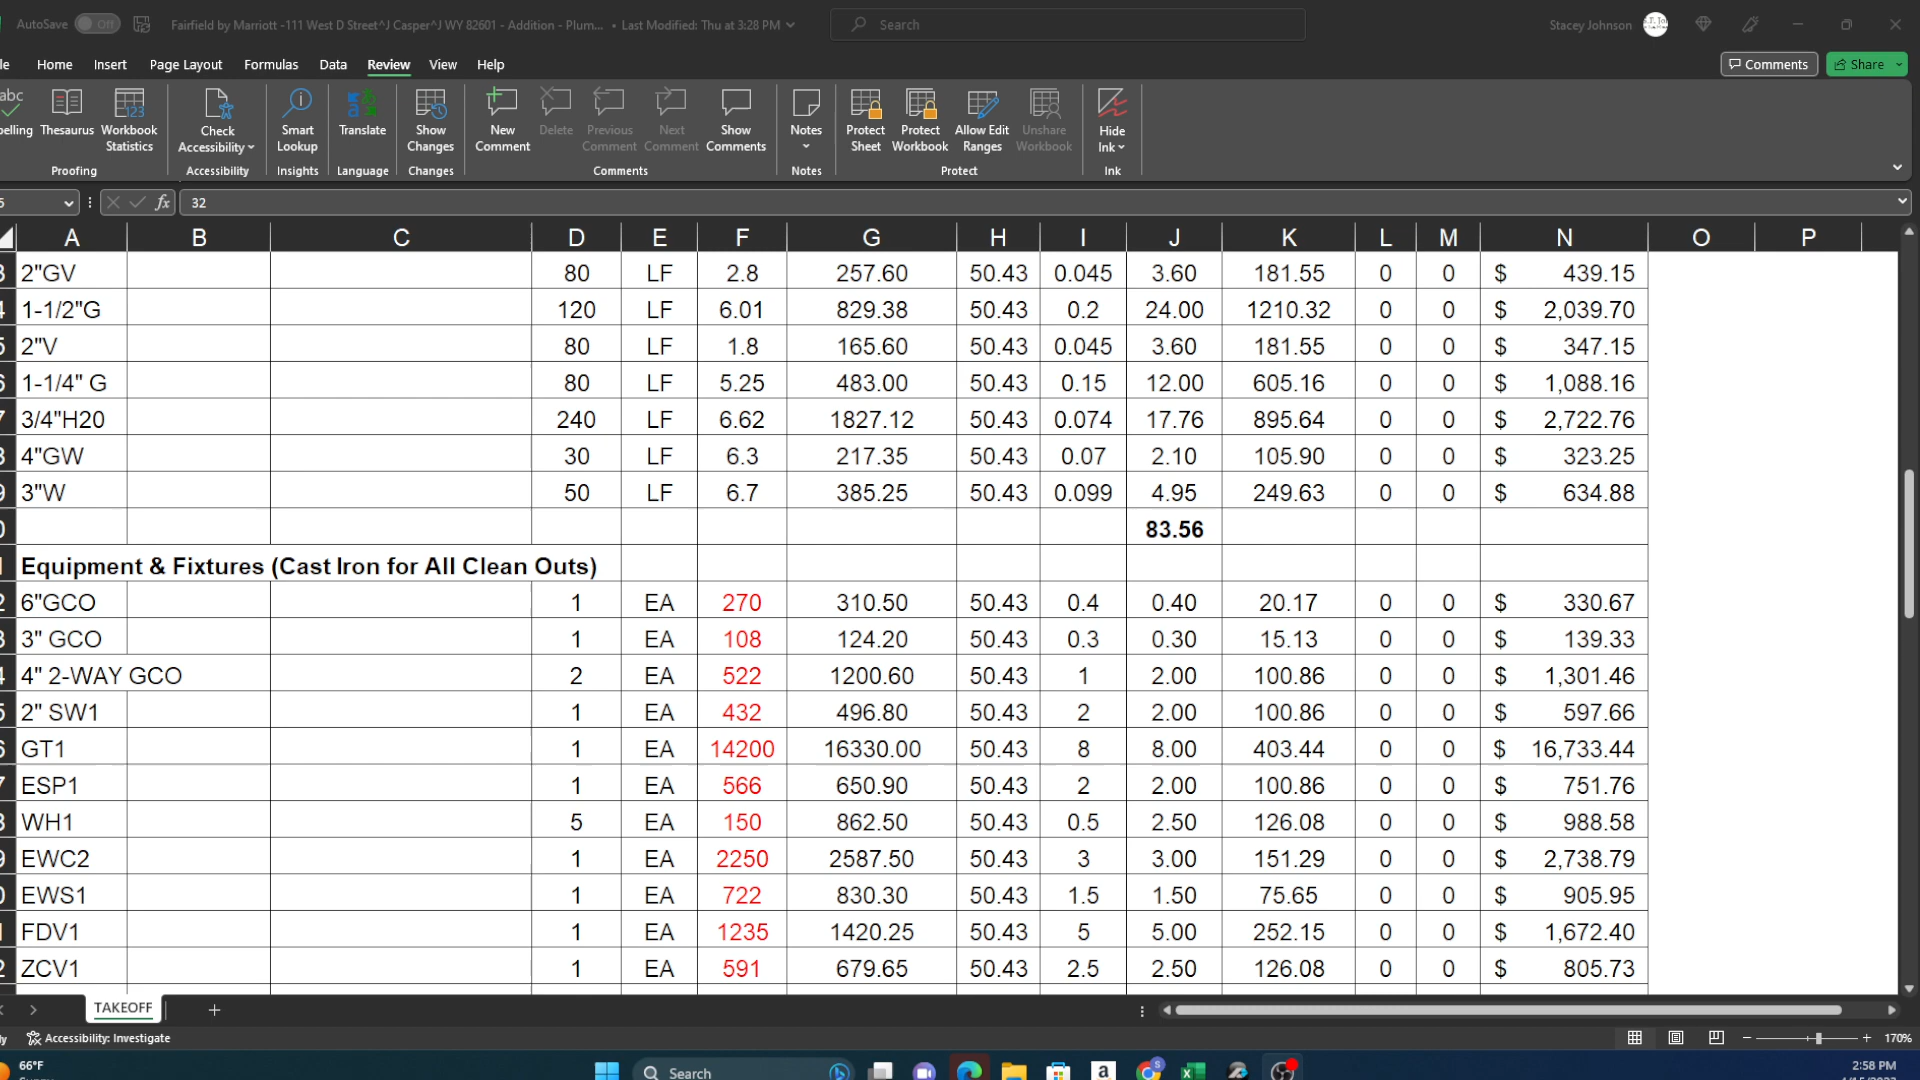 AutoSave Off Fairfield by Marriott -111 West D Street^J Casper^J WY 82601 - Addition - Plum... • Last Modified: Thu at 3:28 PM Search Stacey Johnson
Home Insert Page Layout Formulas Data Review View Help Comments Share
Thesaurus Workbook Statistics Check Accessibility Smart Lookup Translate Show Changes New Comment Delete Previous Comment Next Comment Show Comments Notes Protect Sheet Protect Workbook Allow Edit Ranges Unshare Workbook Hide Ink
Proofing Accessibility Insights Language Changes Comments Notes Protect Ink
fx 32
A B C D E F G H I J K L M N O P
2"GV 80 LF 2.8 257.60 50.43 0.045 3.60 181.55 0 0 $ 439.15
1-1/2"G 120 LF 6.01 829.38 50.43 0.2 24.00 1210.32 0 0 $ 2,039.70
2"V 80 LF 1.8 165.60 50.43 0.045 3.60 181.55 0 0 $ 347.15
1-1/4" G 80 LF 5.25 483.00 50.43 0.15 12.00 605.16 0 0 $ 1,088.16
3/4"H20 240 LF 6.62 1827.12 50.43 0.074 17.76 895.64 0 0 $ 2,722.76
4"GW 30 LF 6.3 217.35 50.43 0.07 2.10 105.90 0 0 $ 323.25
3"W 50 LF 6.7 385.25 50.43 0.099 4.95 249.63 0 0 $ 634.88
83.56
Equipment & Fixtures (Cast Iron for All Clean Outs)
6"GCO 1 EA 270 310.50 50.43 0.4 0.40 20.17 0 0 $ 330.67
3" GCO 1 EA 108 124.20 50.43 0.3 0.30 15.13 0 0 $ 139.33
4" 2-WAY GCO 2 EA 522 1200.60 50.43 1 2.00 100.86 0 0 $ 1,301.46
2" SW1 1 EA 432 496.80 50.43 2 2.00 100.86 0 0 $ 597.66
GT1 1 EA 14200 16330.00 50.43 8 8.00 403.44 0 0 $ 16,733.44
ESP1 1 EA 566 650.90 50.43 2 2.00 100.86 0 0 $ 751.76
WH1 5 EA 150 862.50 50.43 0.5 2.50 126.08 0 0 $ 988.58
EWC2 1 EA 2250 2587.50 50.43 3 3.00 151.29 0 0 $ 2,738.79
EWS1 1 EA 722 830.30 50.43 1.5 1.50 75.65 0 0 $ 905.95
FDV1 1 EA 1235 1420.25 50.43 5 5.00 252.15 0 0 $ 1,672.40
ZCV1 1 EA 591 679.65 50.43 2.5 2.50 126.08 0 0 $ 805.73
TAKEOFF
Accessibility: Investigate 170%
66°F Search 2:58 PM